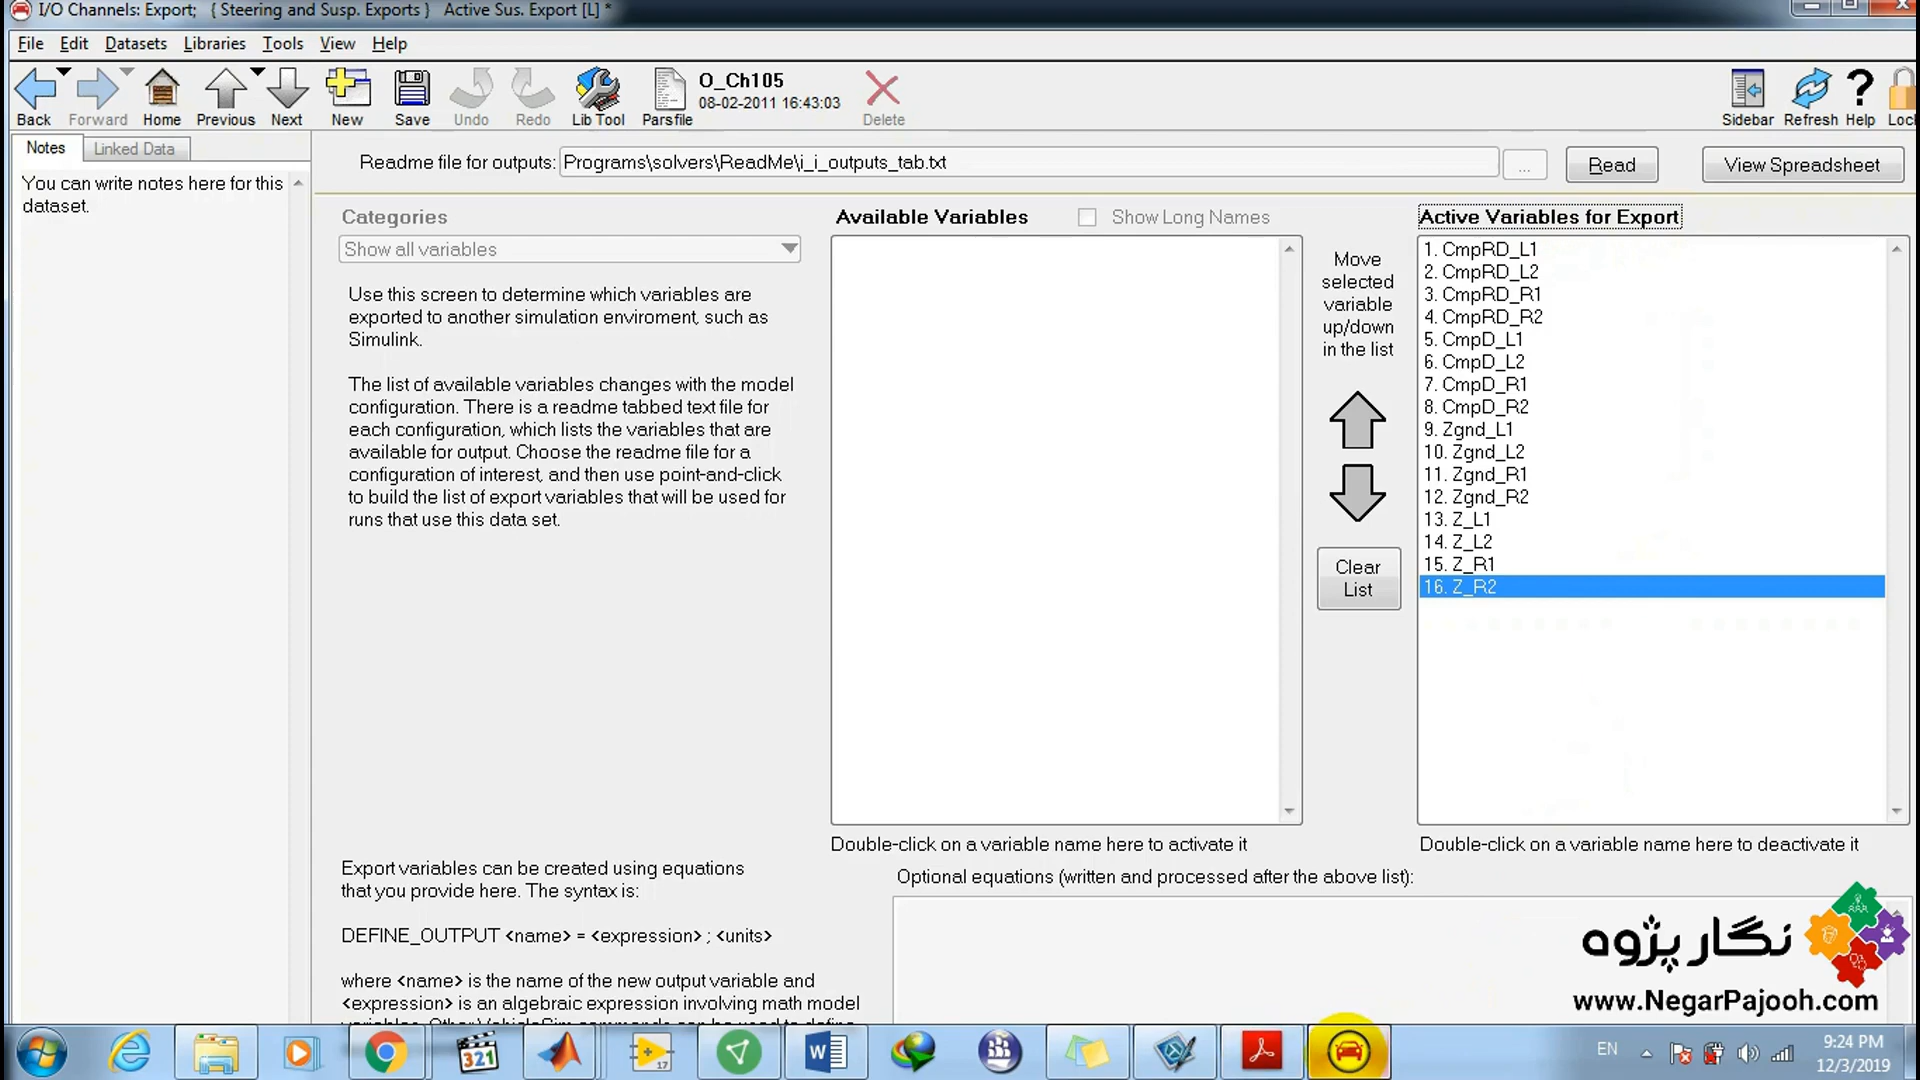 I/O Channels: Export;   { Steering and Susp. Exports }   Active Sus. Export [L] *
File Edit Datasets Libraries Tools View Help
Back Forward Home Previous Next New Save Undo Redo Lib Tool Parsfile
O_Ch105
08-02-2011 16:43:03
Delete
Sidebar Refresh Help Loc
Notes Linked Data
You can write notes here for this
dataset.
Readme file for outputs: Programs\solvers\ReadMe\i_i_outputs_tab.txt ... Read View Spreadsheet
Categories
Show all variables
Use this screen to determine which variables are
exported to another simulation enviroment, such as
Simulink.
The list of available variables changes with the model
configuration. There is a readme tabbed text file for
each configuration, which lists the variables that are
available for output. Choose the readme file for a
configuration of interest, and then use point-and-click
to build the list of export variables that will be used for
runs that use this data set.
Export variables can be created using equations
that you provide here. The syntax is:
DEFINE_OUTPUT <name> = <expression> ; <units>
where <name> is the name of the new output variable and
<expression> is an algebraic expression involving math model
Available Variables Show Long Names
Double-click on a variable name here to activate it
Move
selected
variable
up/down
in the list
Clear
List
Active Variables for Export
1. CmpRD_L1
2. CmpRD_L2
3. CmpRD_R1
4. CmpRD_R2
5. CmpD_L1
6. CmpD_L2
7. CmpD_R1
8. CmpD_R2
9. Zgnd_L1
10. Zgnd_L2
11. Zgnd_R1
12. Zgnd_R2
13. Z_L1
14. Z_L2
15. Z_R1
16. Z_R2
Double-click on a variable name here to deactivate it
Optional equations (written and processed after the above list):
نگار پژوه
www.NegarPajooh.com
321
17
W
EN
9:24 PM
12/3/2019